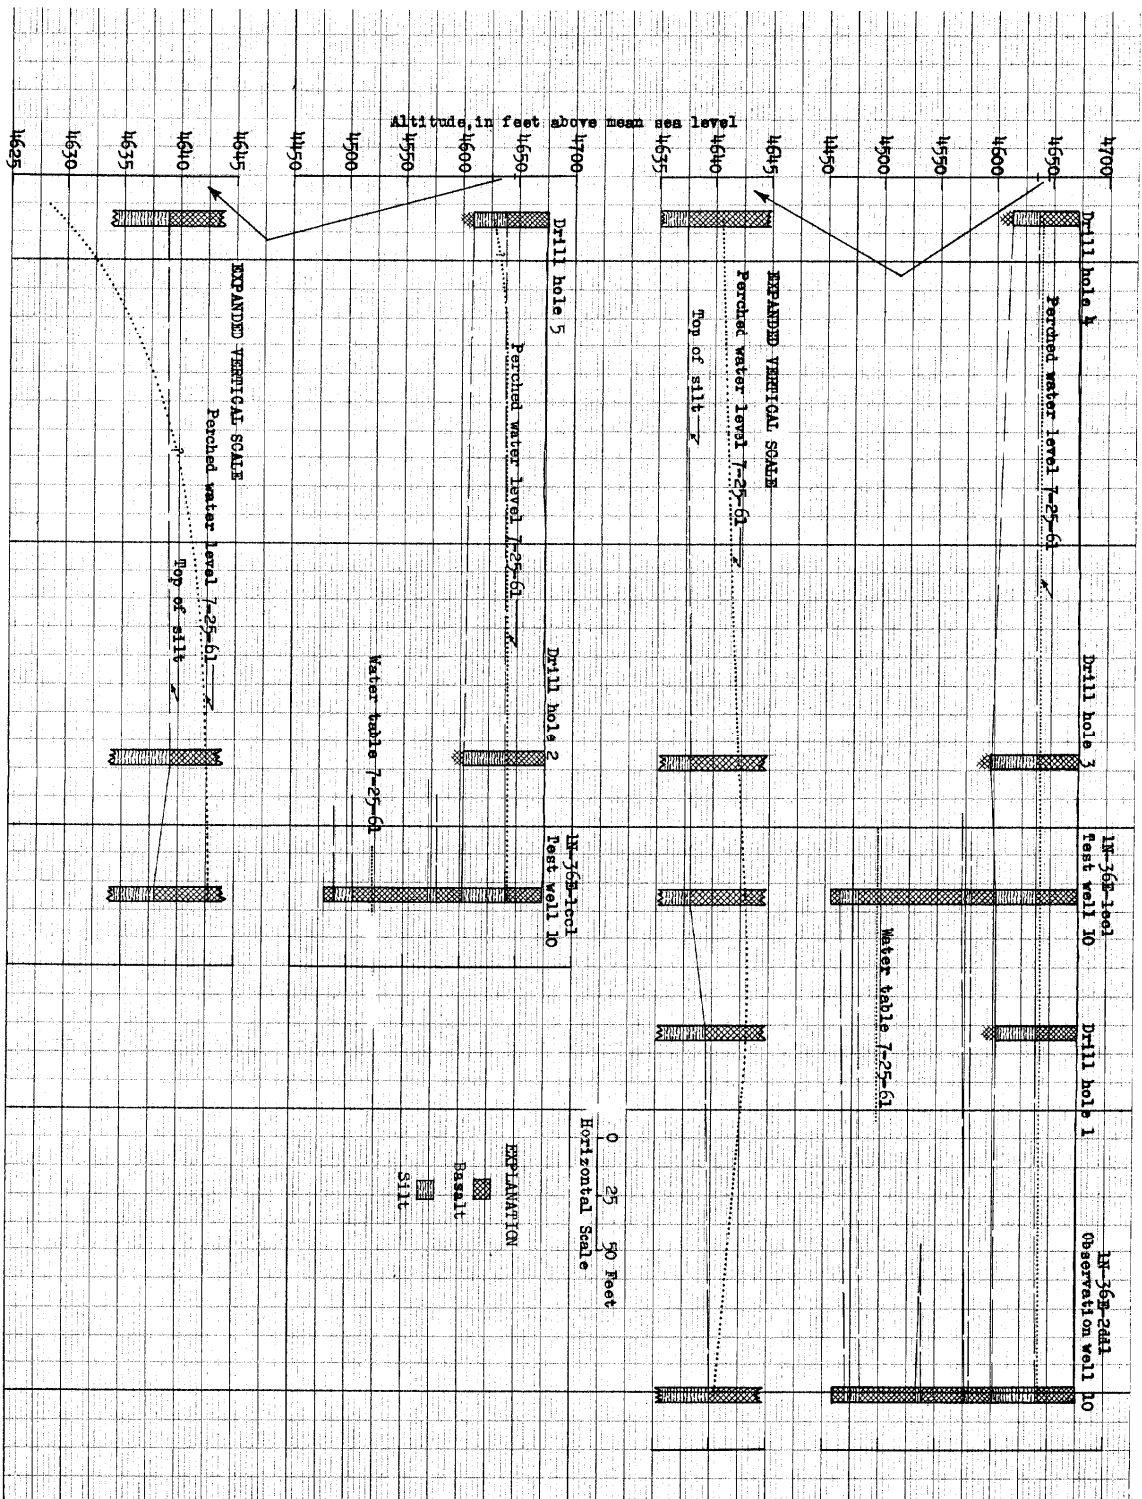 Altitude, in feet above mean sea level
4700
4650
4600
4550
4500
4450
Drill hole 4
Drill hole 3
1N-36E-1cc1
Test well 10
Drill hole 1
1N-36E-2dd1
Observation well 10
Perched water level 7-25-61
Water table 7-25-61
4645
4640
4635
EXPANDED VERTICAL SCALE
Perched water level 7-25-61
Top of silt
0 25 50 Feet
Horizontal Scale
4700
4650
4600
4550
4500
4450
Drill hole 5
Drill hole 2
1N-36E-1cc1
Test well 10
?
Perched water level 7-25-61
Water table 7-25-61
EXPLANATION
Basalt
Silt
4645
4640
4635
4630
4625
EXPANDED VERTICAL SCALE
Perched water level 7-25-61
?
Top of silt